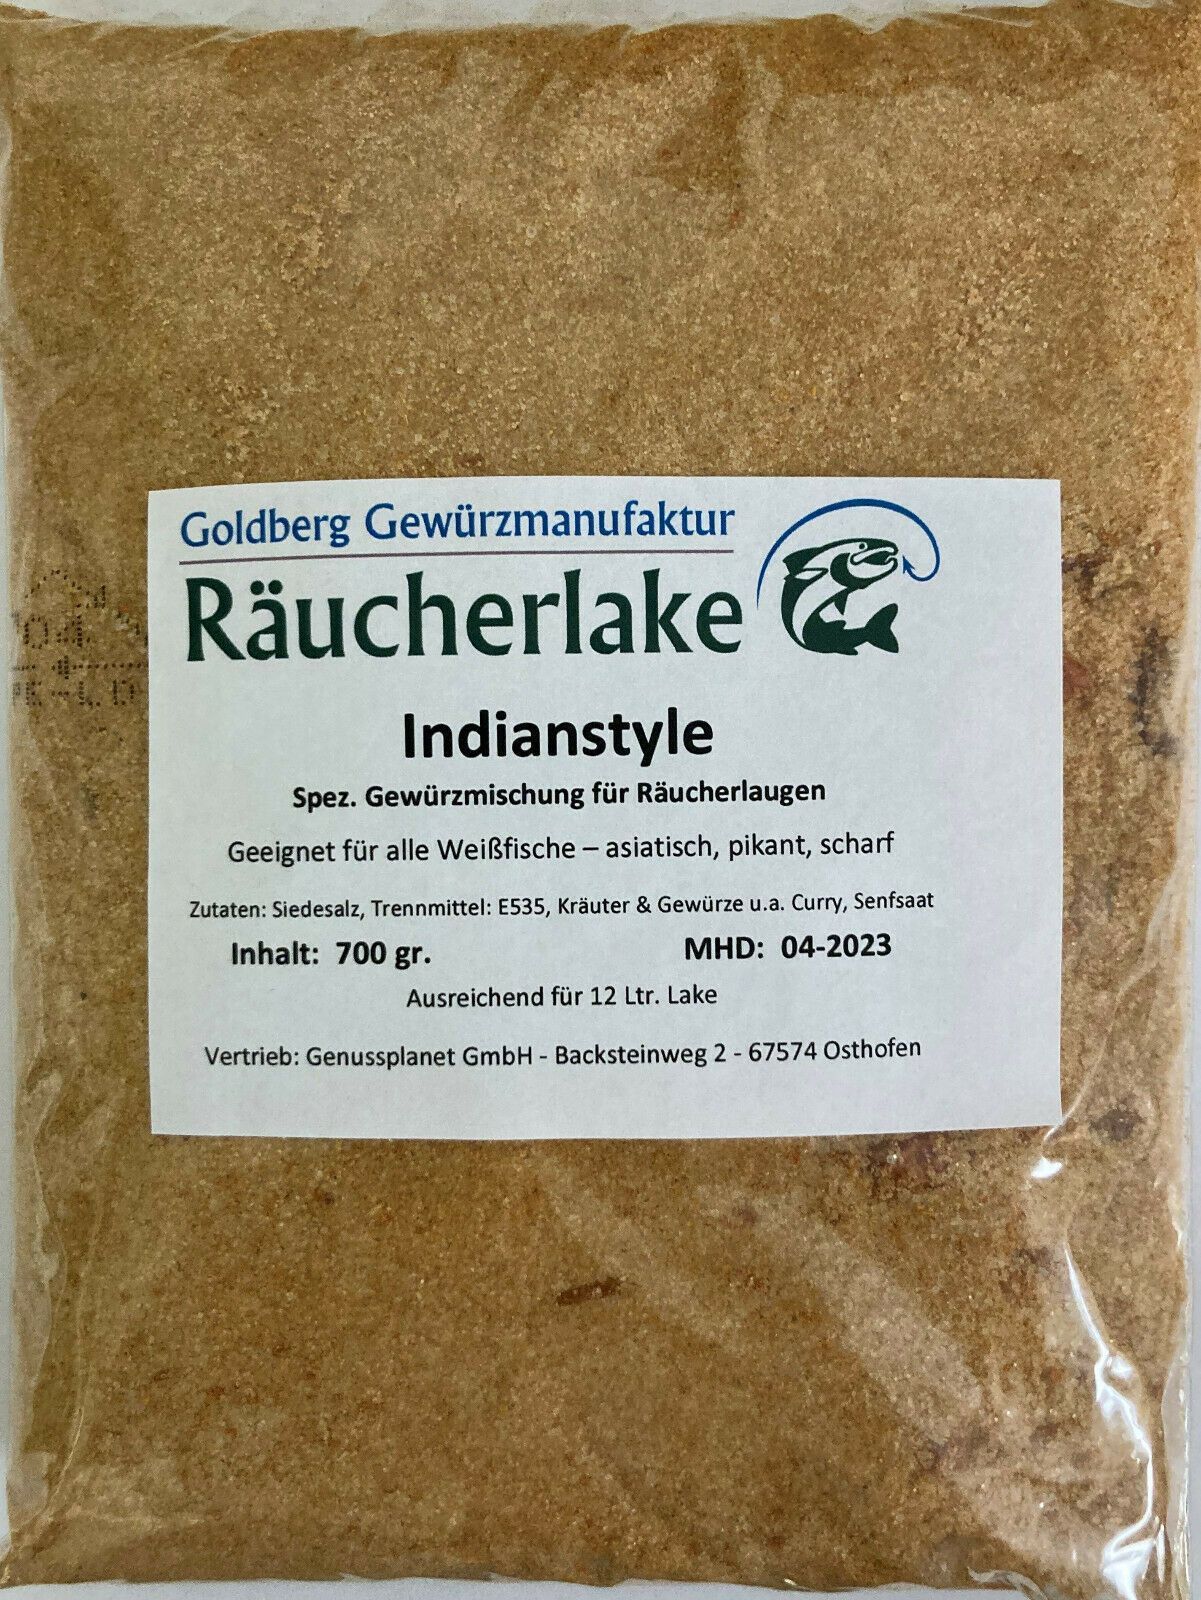 Goldberg Gewürzmanufaktur
Räucherlake
Indianstyle
Spez. Gewürzmischung für Räucherlaugen
Geeignet für alle Weißfische – asiatisch, pikant, scharf
Zutaten: Siedesalz, Trennmittel: E535, Kräuter & Gewürze u.a. Curry, Senfsaat
Inhalt: 700 gr. MHD: 04-2023
Ausreichend für 12 Ltr. Lake
Vertrieb: Genussplanet GmbH - Backsteinweg 2 - 67574 Osthofen